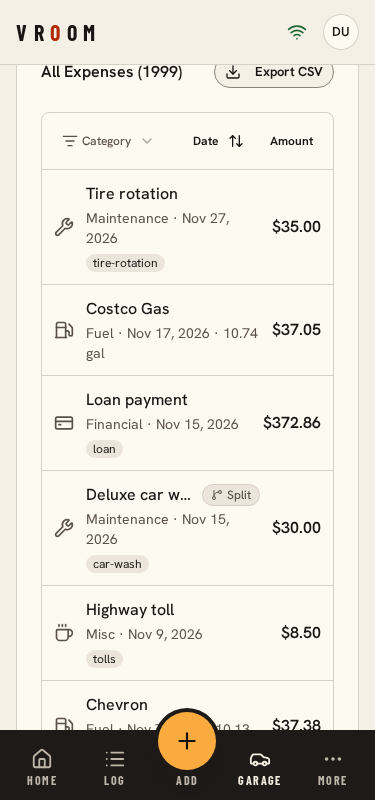 VROOM
DU
All Expenses (1999)
Export CSV
Category
Date
Amount
Tire rotation
Maintenance · Nov 27,
2026
$35.00
tire-rotation
Costco Gas
Fuel · Nov 17, 2026 · 10.74
gal
$37.05
Loan payment
Financial · Nov 15, 2026
$372.86
loan
Deluxe car w...
Split
Maintenance · Nov 15,
2026
$30.00
car-wash
Highway toll
Misc · Nov 9, 2026
$8.50
tolls
Chevron
Fuel · Nov
$37.38
HOME
LOG
ADD
GARAGE
MORE